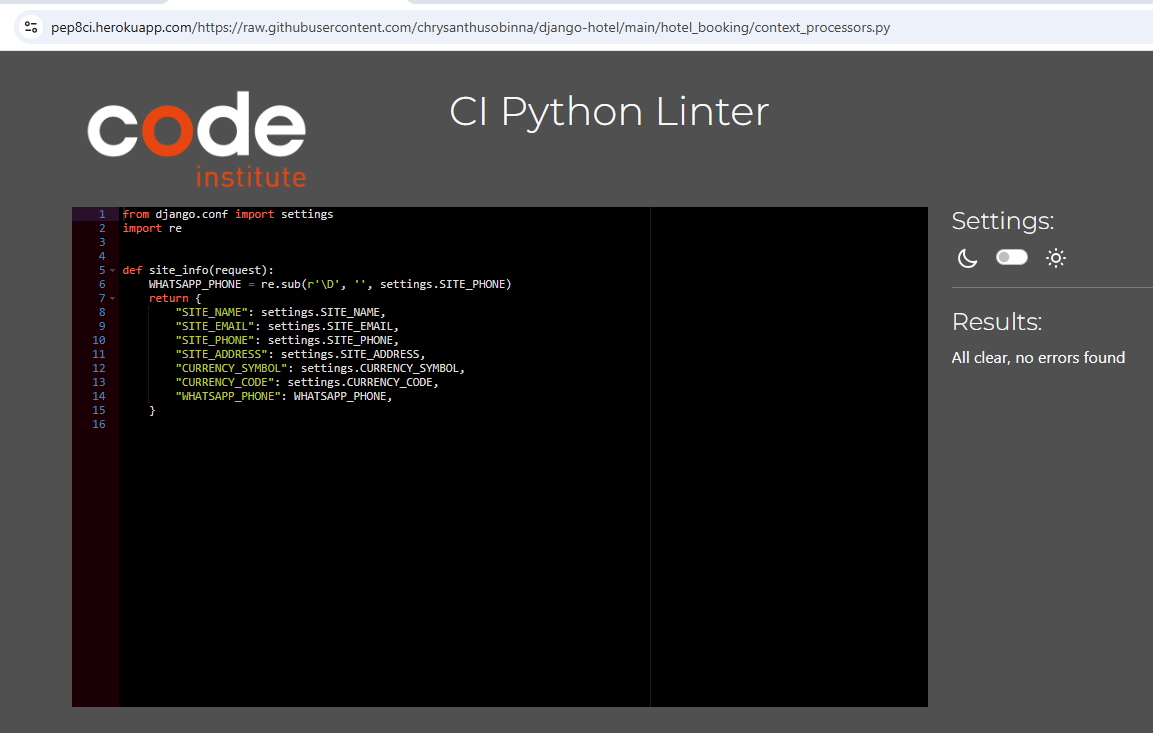 pep8ci.herokuapp.com/https://raw.githubusercontent.com/chrysanthusobinna/django-hotel/main/hotel_booking/context_processors.py
code
institute
CI Python Linter
1 from django.conf import settings
2 import re
3
4
5 def site_info(request):
6     WHATSAPP_PHONE = re.sub(r'\D', '', settings.SITE_PHONE)
7     return {
8         "SITE_NAME": settings.SITE_NAME,
9         "SITE_EMAIL": settings.SITE_EMAIL,
10         "SITE_PHONE": settings.SITE_PHONE,
11         "SITE_ADDRESS": settings.SITE_ADDRESS,
12         "CURRENCY_SYMBOL": settings.CURRENCY_SYMBOL,
13         "CURRENCY_CODE": settings.CURRENCY_CODE,
14         "WHATSAPP_PHONE": WHATSAPP_PHONE,
15     }
16
Settings:
Results:
All clear, no errors found